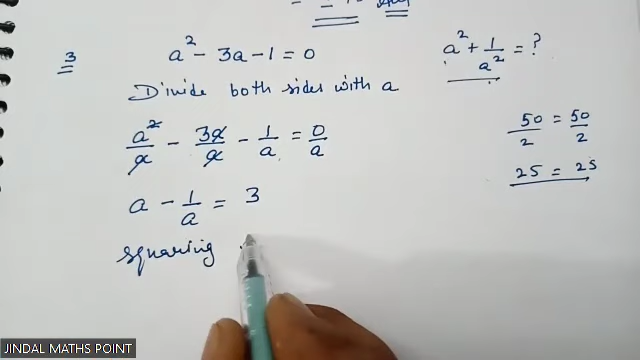 3
a² - 3a - 1 = 0
a² + 1/a² = ?
Divide both sides with a
a²/a - 3a/a - 1/a = 0/a
50/2 = 50/2
25 = 25
a - 1/a = 3
squaring
JINDAL MATHS POINT